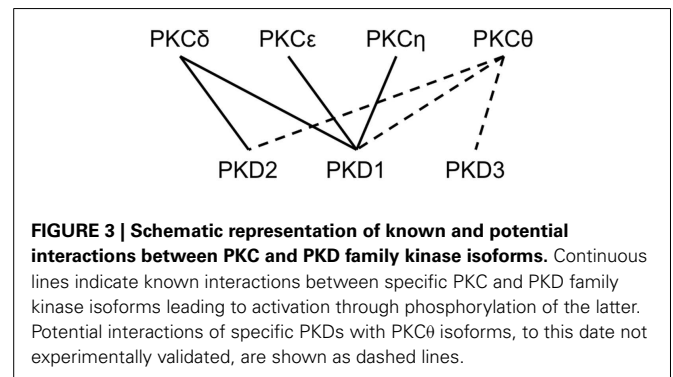 PKCδ PKCε PKCη PKCθ
PKD2 PKD1 PKD3
FIGURE 3 | Schematic representation of known and potential
interactions between PKC and PKD family kinase isoforms. Continuous
lines indicate known interactions between specific PKC and PKD family
kinase isoforms leading to activation through phosphorylation of the latter.
Potential interactions of specific PKDs with PKCθ isoforms, to this date not
experimentally validated, are shown as dashed lines.